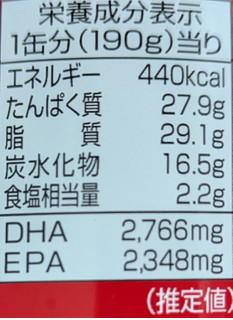 栄養成分表示
1缶分(190g)当り
エネルギー 440kcal
たんぱく質 27.9g
脂質 29.1g
炭水化物 16.5g
食塩相当量 2.2g
DHA 2,766mg
EPA 2,348mg
(推定値)